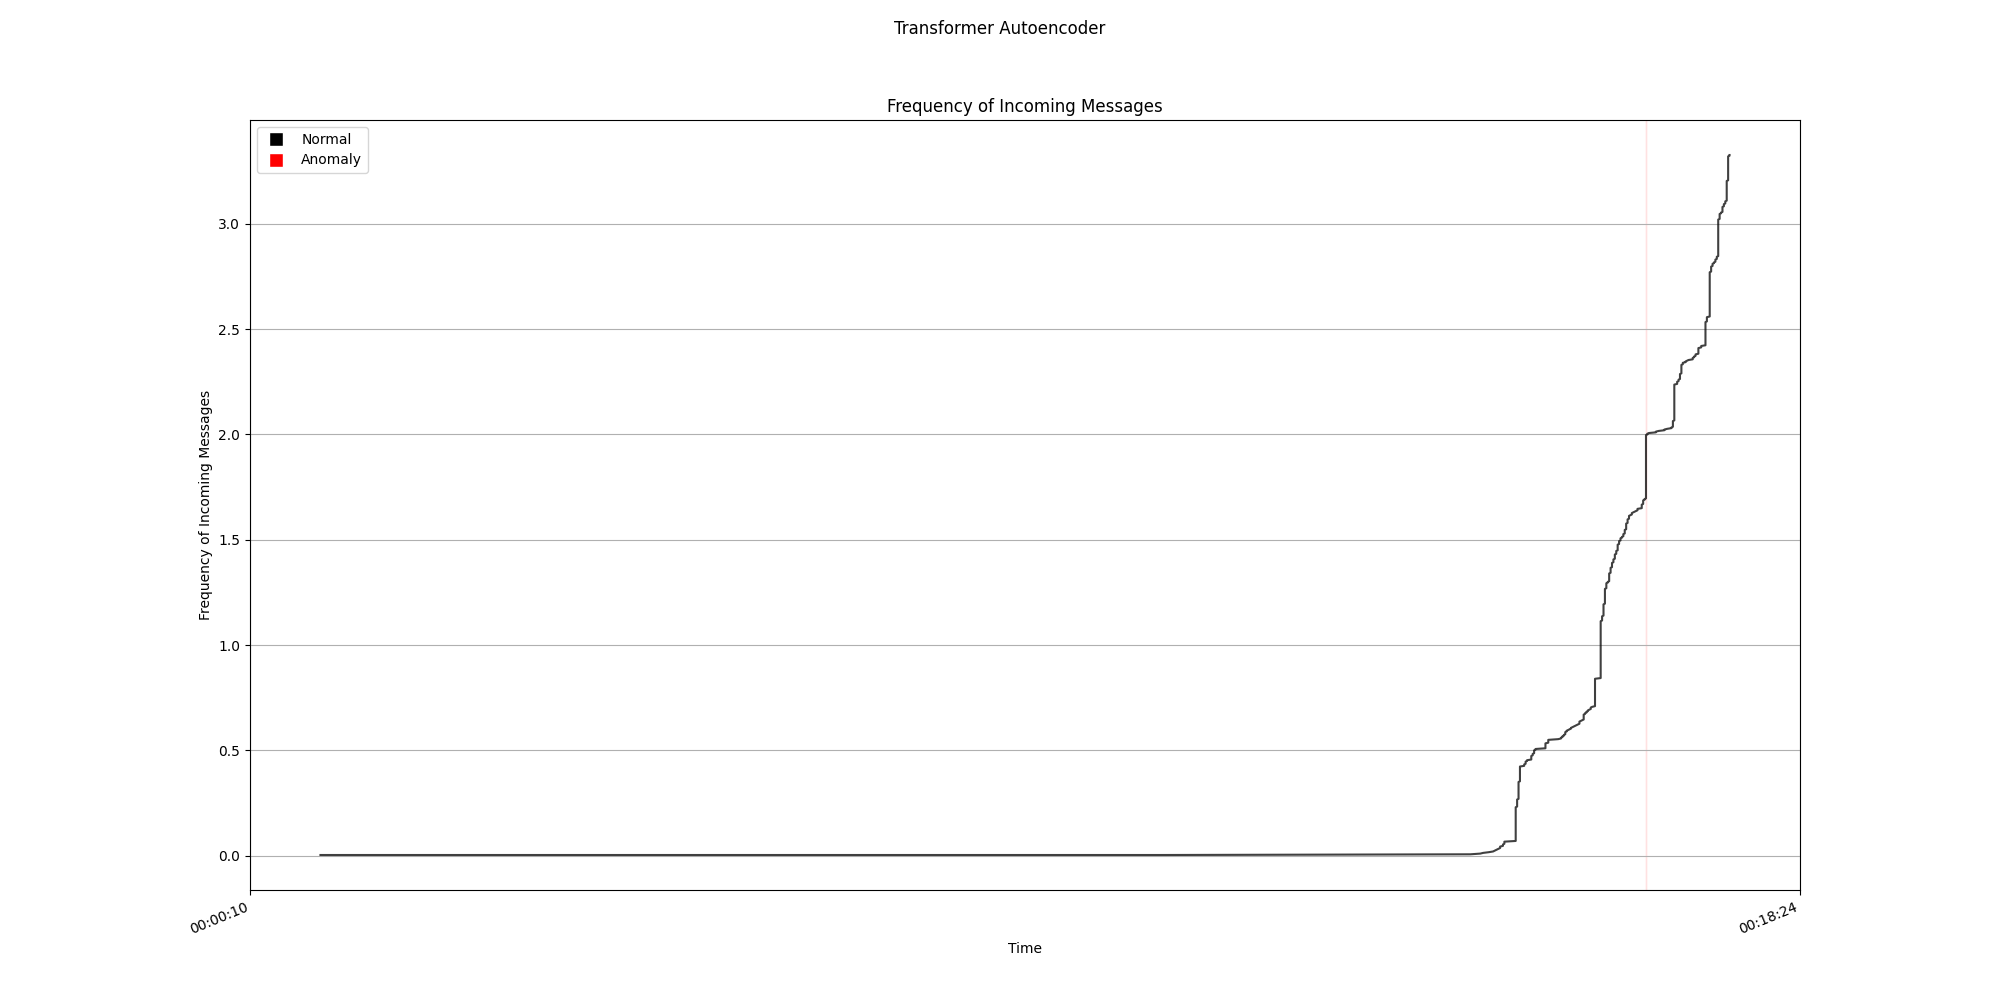 Transformer Autoencoder
Frequency of Incoming Messages
Normal
Anomaly
3.0
2.5
2.0
1.5
1.0
0.5
0.0
Frequency of Incoming Messages
00:00:10
00:18:24
Time